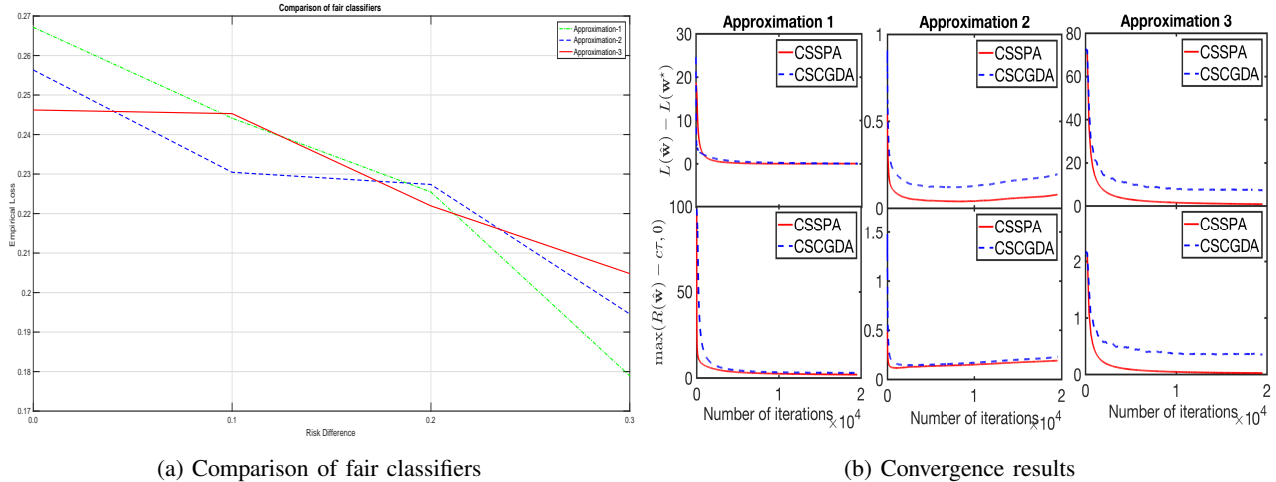 Comparison of fair classifiers
Approximation-1
Approximation-2
Approximation-3
0.27
0.26
0.25
0.24
0.23
0.22
0.21
0.2
0.19
0.18
0.17
Empirical Loss
0.0 0.1 0.2 0.3
Risk Difference
(a) Comparison of fair classifiers
Approximation 1 Approximation 2 Approximation 3
L(ŵ) − L(w*)
30
20
10
0
CSSPA
CSCGDA
1
0.5
0
CSSPA
CSCGDA
80
60
40
20
0
CSSPA
CSCGDA
max(R(ŵ) − cτ, 0)
100
50
0
CSSPA
CSCGDA
1.5
1
0.5
0
CSSPA
CSCGDA
2
1
0
CSSPA
CSCGDA
0 1 2 0 1 2 0 1 2
Number of iterations ×10⁴ Number of iterations ×10⁴ Number of iterations ×10⁴
(b) Convergence results